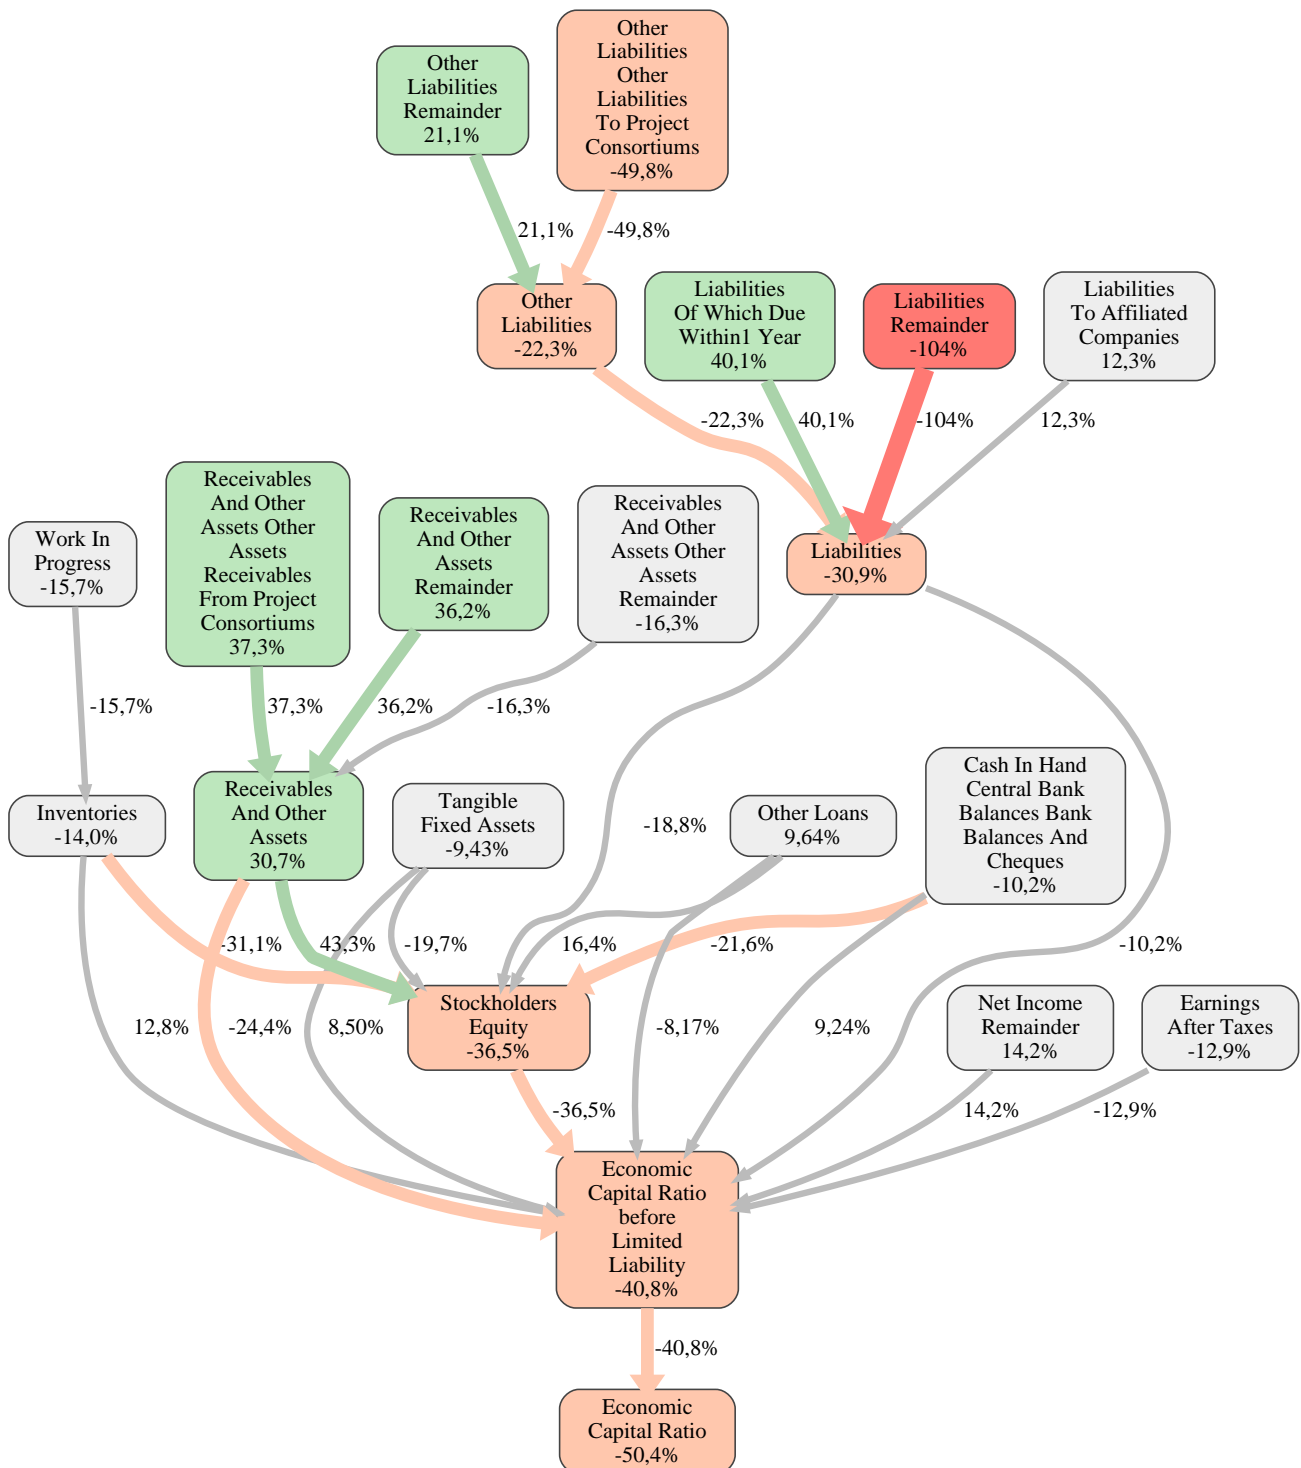 Other
Liabilities
Remainder
21,1%
Other
Liabilities
Other
Liabilities
To Project
Consortiums
-49,8%
21,1%
-49,8%
Other
Liabilities
-22,3%
Liabilities
Of Which Due
Within1 Year
40,1%
Liabilities
Remainder
-104%
Liabilities
To Affiliated
Companies
12,3%
-22,3%
40,1%
-104%
12,3%
Work In
Progress
-15,7%
Receivables
And Other
Assets Other
Assets
Receivables
From Project
Consortiums
37,3%
Receivables
And Other
Assets
Remainder
36,2%
Receivables
And Other
Assets Other
Assets
Remainder
-16,3%
Liabilities
-30,9%
-15,7%
37,3%
36,2%
-16,3%
Inventories
-14,0%
Receivables
And Other
Assets
30,7%
Tangible
Fixed Assets
-9,43%
-18,8%
Other Loans
9,64%
Cash In Hand
Central Bank
Balances Bank
Balances And
Cheques
-10,2%
-31,1%
43,3%
-19,7%
16,4%
-21,6%
-10,2%
12,8%
-24,4%
8,50%
Stockholders
Equity
-36,5%
-8,17%
9,24%
Net Income
Remainder
14,2%
Earnings
After Taxes
-12,9%
-36,5%
14,2%
-12,9%
Economic
Capital Ratio
before
Limited
Liability
-40,8%
-40,8%
Economic
Capital Ratio
-50,4%